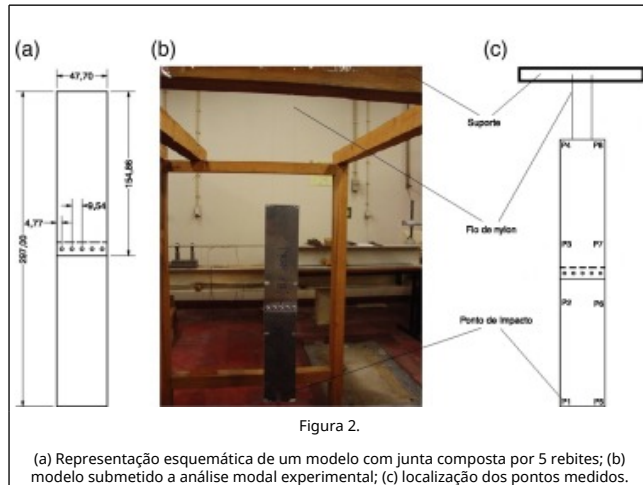 (a)
(b)
(c)
47,70
154,86
9,54
4,77
297,00
Suporte
Fio de nylon
Ponto de impacto
P4
P8
P3
P7
P2
P6
P1
P5
Figura 2.
(a) Representação esquemática de um modelo com junta composta por 5 rebites; (b)
modelo submetido a análise modal experimental; (c) localização dos pontos medidos.